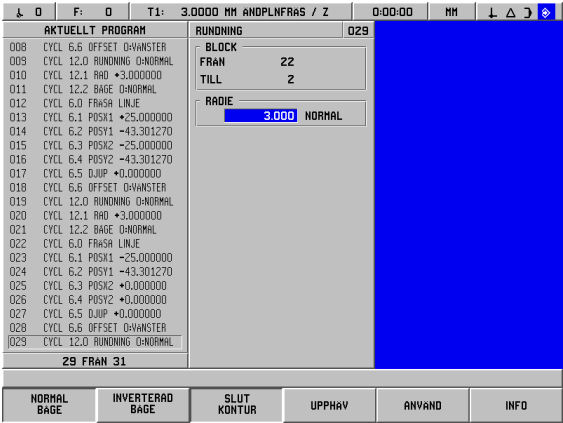 0 F: 0 T1: 3.0000 MM ANDPLNFRAS / Z 0:00:00 MM
AKTUELLT PROGRAM
008 CYCL 6.6 OFFSET 0:VANSTER
009 CYCL 12.0 RUNDNING 0:NORMAL
010 CYCL 12.1 RAD +3.000000
011 CYCL 12.2 BAGE 0:NORMAL
012 CYCL 6.0 FRASA LINJE
013 CYCL 6.1 POSX1 +25.000000
014 CYCL 6.2 POSY1 -43.301270
015 CYCL 6.3 POSX2 -25.000000
016 CYCL 6.4 POSY2 -43.301270
017 CYCL 6.5 DJUP +0.000000
018 CYCL 6.6 OFFSET 0:VANSTER
019 CYCL 12.0 RUNDNING 0:NORMAL
020 CYCL 12.1 RAD +3.000000
021 CYCL 12.2 BAGE 0:NORMAL
022 CYCL 6.0 FRASA LINJE
023 CYCL 6.1 POSX1 -25.000000
024 CYCL 6.2 POSY1 -43.301270
025 CYCL 6.3 POSX2 +0.000000
026 CYCL 6.4 POSY2 +0.000000
027 CYCL 6.5 DJUP +0.000000
028 CYCL 6.6 OFFSET 0:VANSTER
029 CYCL 12.0 RUNDNING 0:NORMAL
29 FRAN 31
RUNDNING 029
BLOCK
FRAN 22
TILL 2
RADIE
3.000 NORMAL
NORMAL
BAGE
INVERTERAD
BAGE
SLUT
KONTUR
UPPHAV
ANVAND
INFO